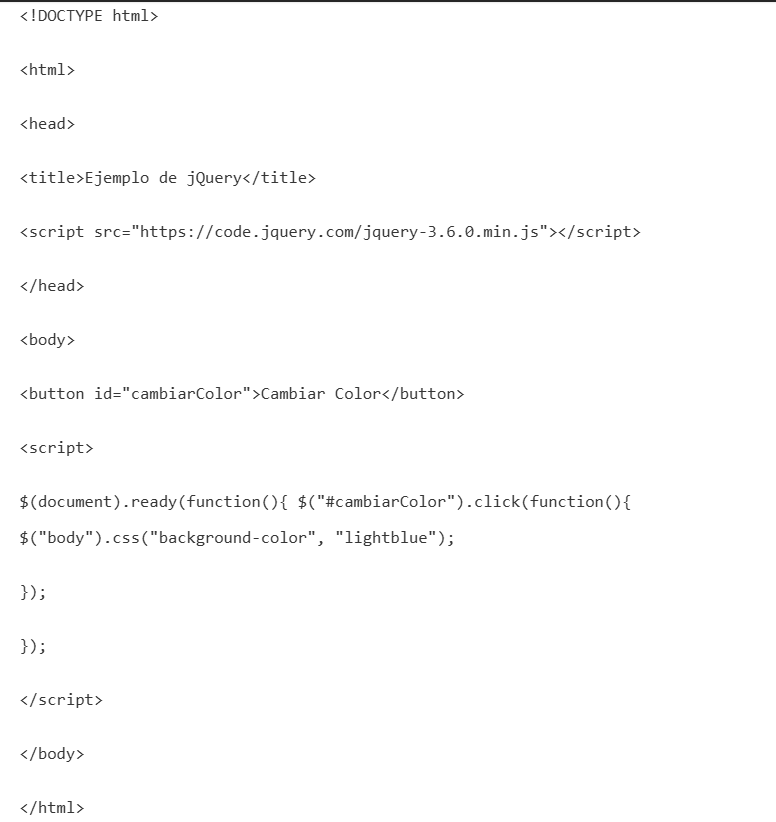 <!DOCTYPE html>
<html>
<head>
<title>Ejemplo de jQuery</title>
<script src="https://code.jquery.com/jquery-3.6.0.min.js"></script>
</head>
<body>
<button id="cambiarColor">Cambiar Color</button>
<script>
$(document).ready(function(){ $("#cambiarColor").click(function(){
$("body").css("background-color", "lightblue");
});
});
</script>
</body>
</html>